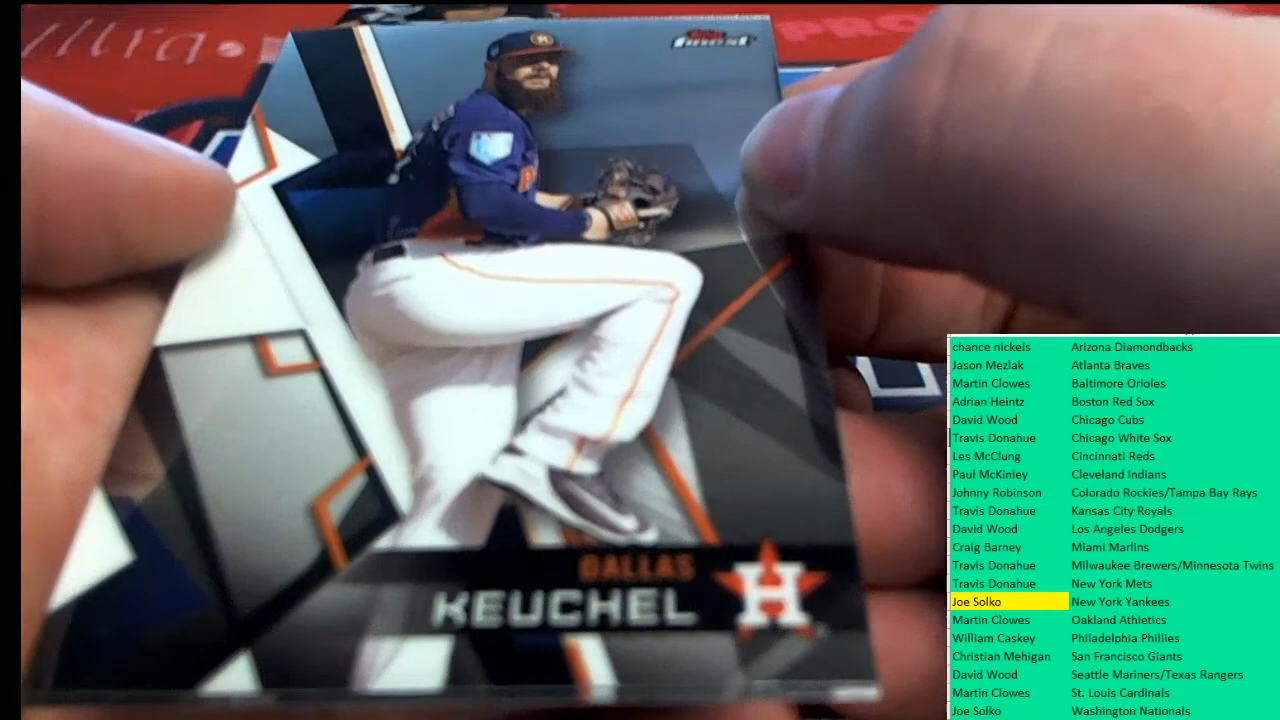 PRO
Topps
Finest
H
DALLAS
KEUCHEL
H
chance nickels Arizona Diamondbacks
Jason Mezlak Atlanta Braves
Martin Clowes Baltimore Orioles
Adrian Heintz Boston Red Sox
David Wood Chicago Cubs
Travis Donahue Chicago White Sox
Les McClung Cincinnati Reds
Paul McKinley Cleveland Indians
Johnny Robinson Colorado Rockies/Tampa Bay Rays
Travis Donahue Kansas City Royals
David Wood Los Angeles Dodgers
Craig Barney Miami Marlins
Travis Donahue Milwaukee Brewers/Minnesota Twins
Travis Donahue New York Mets
Joe Solko New York Yankees
Martin Clowes Oakland Athletics
William Caskey Philadelphia Phillies
Christian Mehigan San Francisco Giants
David Wood Seattle Mariners/Texas Rangers
Martin Clowes St. Louis Cardinals
Joe Solko Washington Nationals